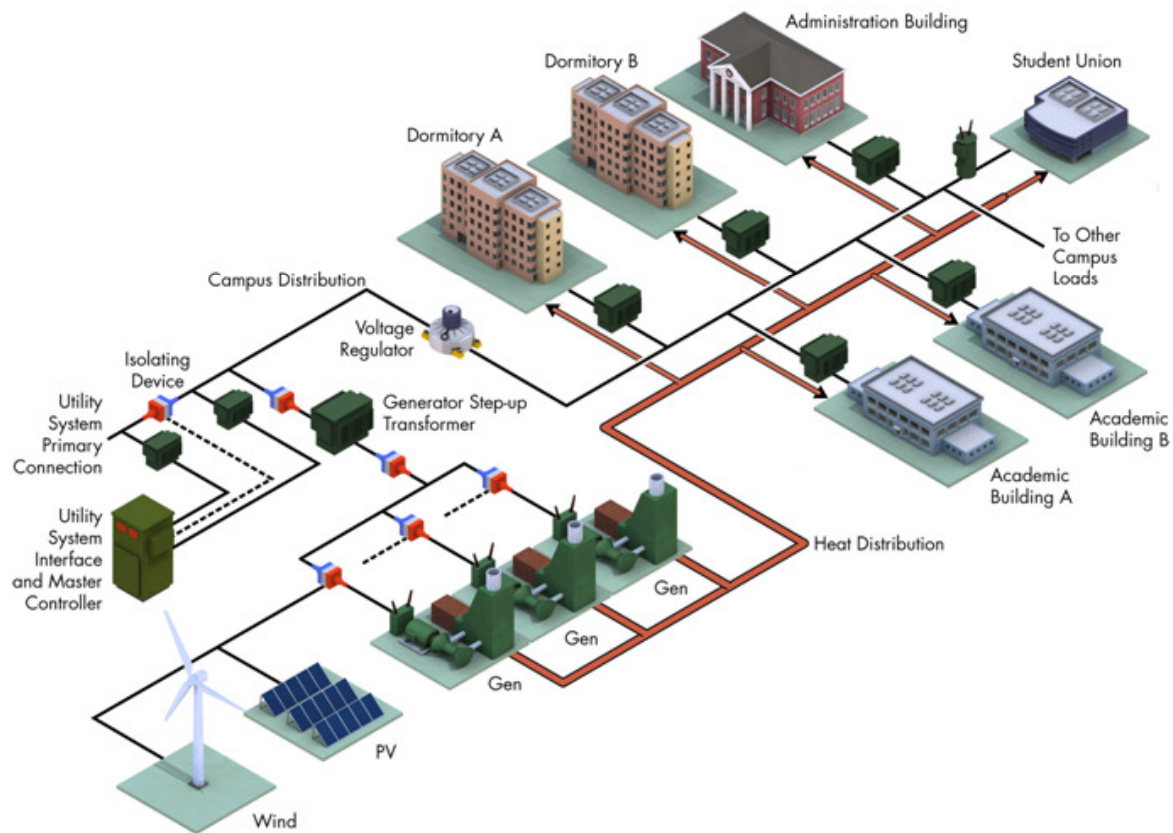 Administration Building
Student Union
Dormitory B
Dormitory A
To Other
Campus
Loads
Campus Distribution
Voltage
Regulator
Isolating
Device
Utility
System
Primary
Connection
Generator Step-up
Transformer
Academic
Building B
Academic
Building A
Utility
System
Interface
and Master
Controller
Heat Distribution
Gen
Gen
Gen
PV
Wind